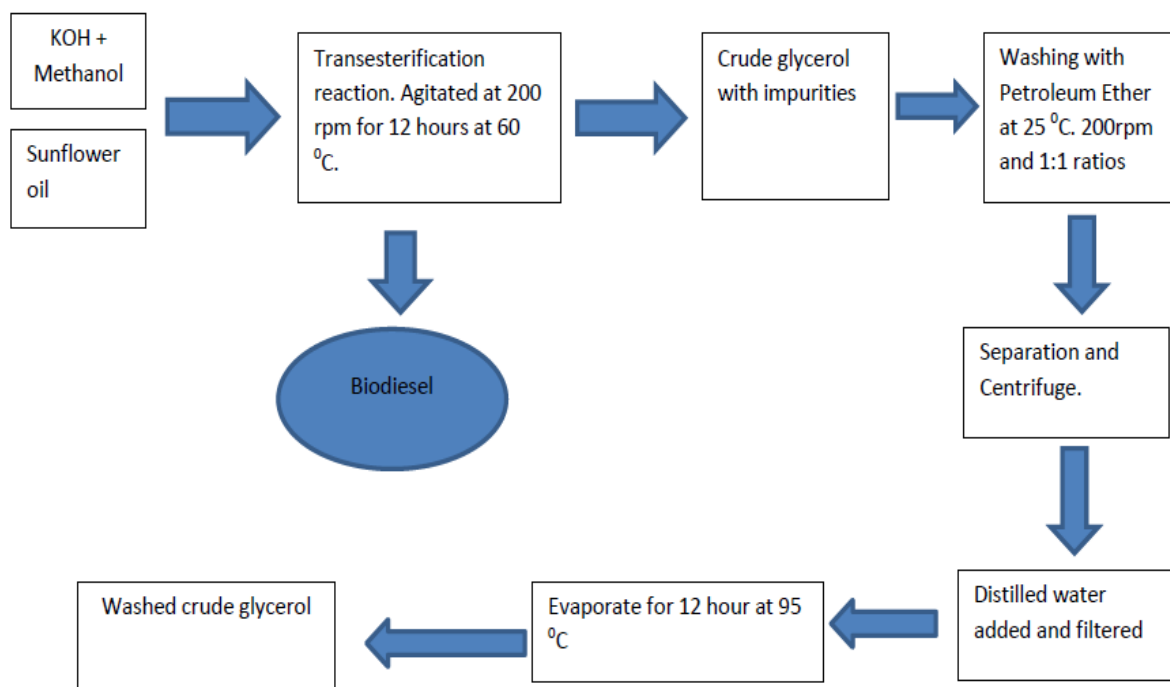 KOH +
Methanol
Sunflower
oil
Transesterification
reaction. Agitated at 200
rpm for 12 hours at 60
⁰C.
Crude glycerol
with impurities
Washing with
Petroleum Ether
at 25 ⁰C. 200rpm
and 1:1 ratios
Biodiesel
Separation and
Centrifuge.
Distilled water
added and filtered
Evaporate for 12 hour at 95
⁰C
Washed crude glycerol